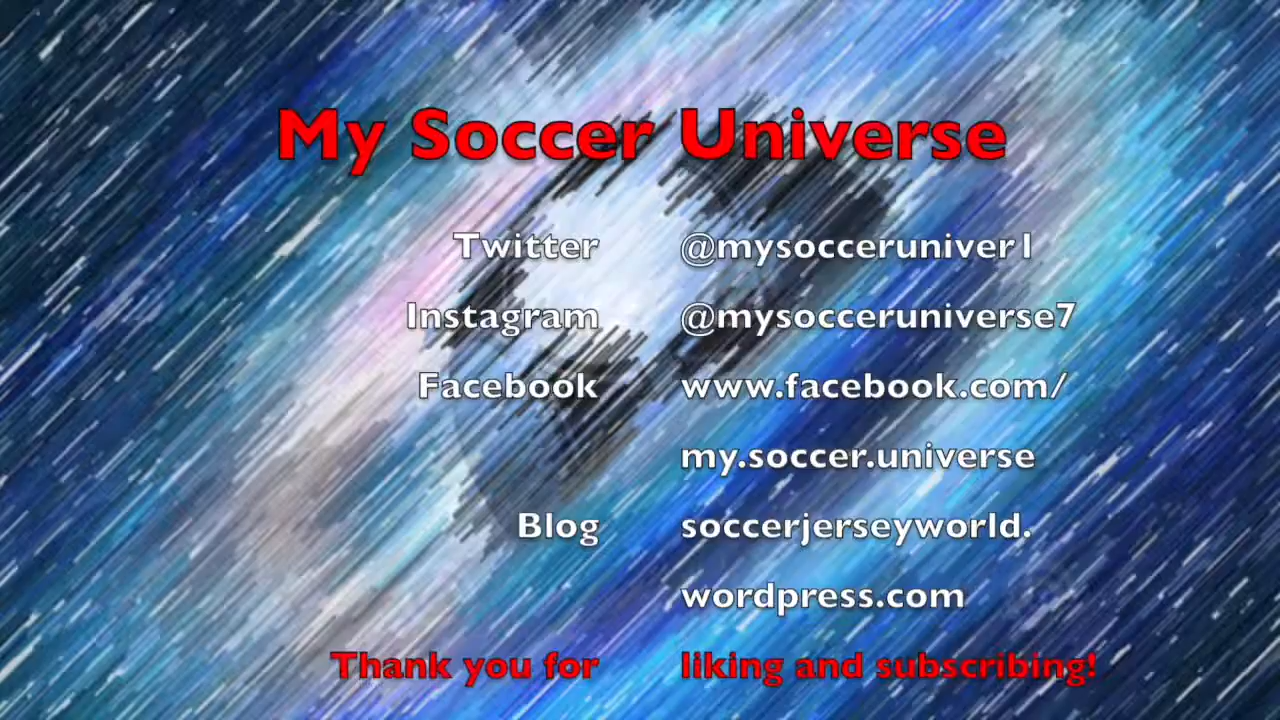 My Soccer Universe
Twitter @mysocceruniver1
Instagram @mysocceruniverse7
Facebook www.facebook.com/
my.soccer.universe
Blog soccerjerseyworld.
wordpress.com
Thank you for liking and subscribing!